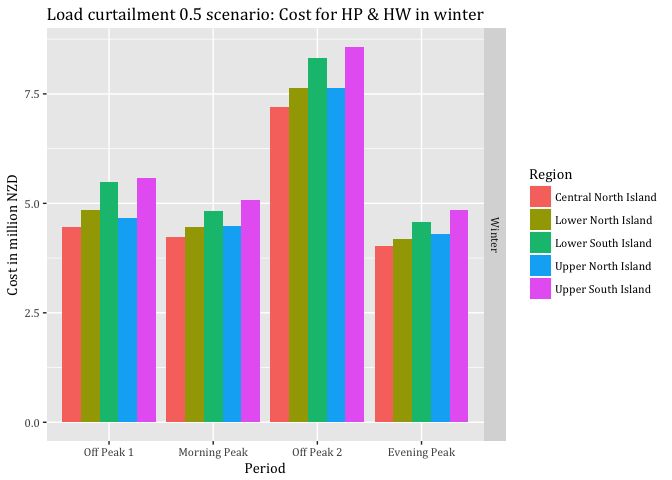 Load curtailment 0.5 scenario: Cost for HP & HW in winter
Cost in million NZD
7.5
5.0
2.5
0.0
Off Peak 1
Morning Peak
Off Peak 2
Evening Peak
Period
Winter
Region
Central North Island
Lower North Island
Lower South Island
Upper North Island
Upper South Island